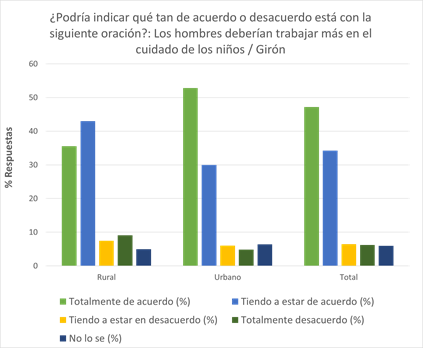 ¿Podría indicar qué tan de acuerdo o desacuerdo está con la
siguiente oración?: Los hombres deberían trabajar más en el
cuidado de los niños / Girón
% Respuestas
60
50
40
30
20
10
0
Rural
Urbano
Total
Totalmente de acuerdo (%)
Tiendo a estar de acuerdo (%)
Tiendo a estar en desacuerdo (%)
Totalmente desacuerdo (%)
No lo se (%)